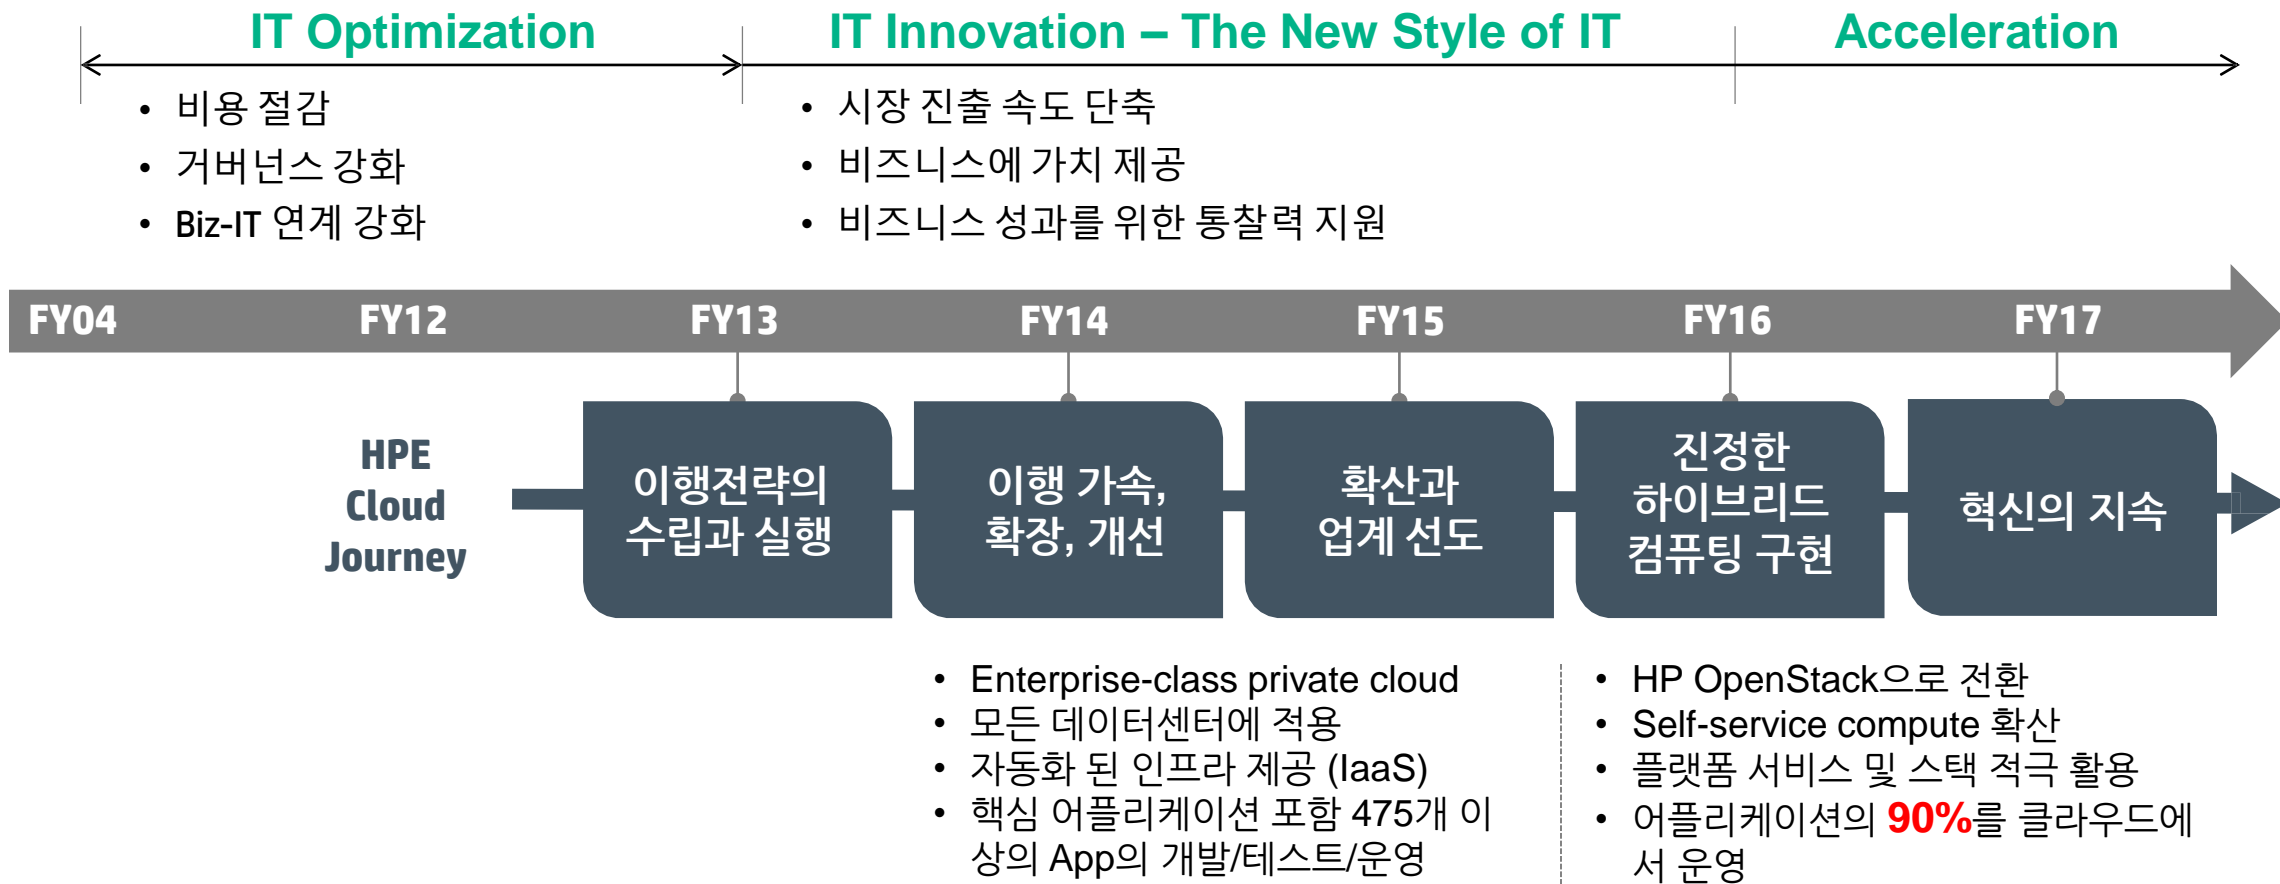 IT Optimization
IT Innovation – The New Style of IT
Acceleration
• 비용 절감
• 거버넌스 강화
• Biz-IT 연계 강화
• 시장 진출 속도 단축
• 비즈니스에 가치 제공
• 비즈니스 성과를 위한 통찰력 지원
FY04
FY12
FY13
FY14
FY15
FY16
FY17
HPE
Cloud
Journey
이행전략의
수립과 실행
이행 가속,
확장, 개선
확산과
업계 선도
진정한
하이브리드
컴퓨팅 구현
혁신의 지속
• Enterprise-class private cloud
• 모든 데이터센터에 적용
• 자동화 된 인프라 제공 (IaaS)
• 핵심 어플리케이션 포함 475개 이
상의 App의 개발/테스트/운영
• HP OpenStack으로 전환
• Self-service compute 확산
• 플랫폼 서비스 및 스택 적극 활용
• 어플리케이션의 90%를 클라우드에
서 운영